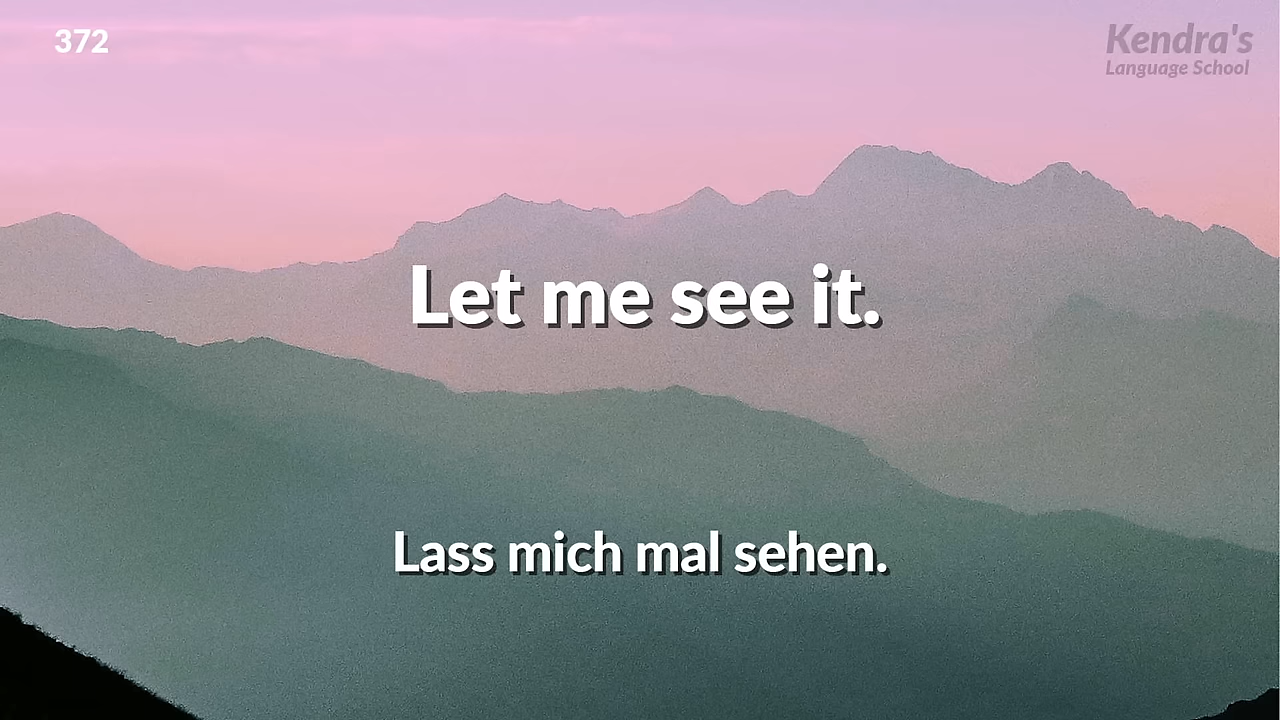 372
Kendra's
Language School
Let me see it.
Lass mich mal sehen.